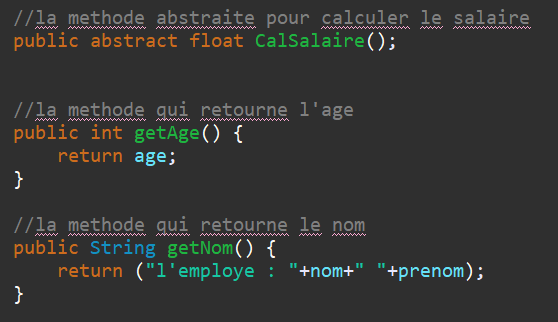 //la methode abstraite pour calculer le salaire
public abstract float CalSalaire();
//la methode qui retourne l'age
public int getAge() {
return age;
}
//la methode qui retourne le nom
public String getNom() {
return ("l'employe : "+nom+" "+prenom);
}